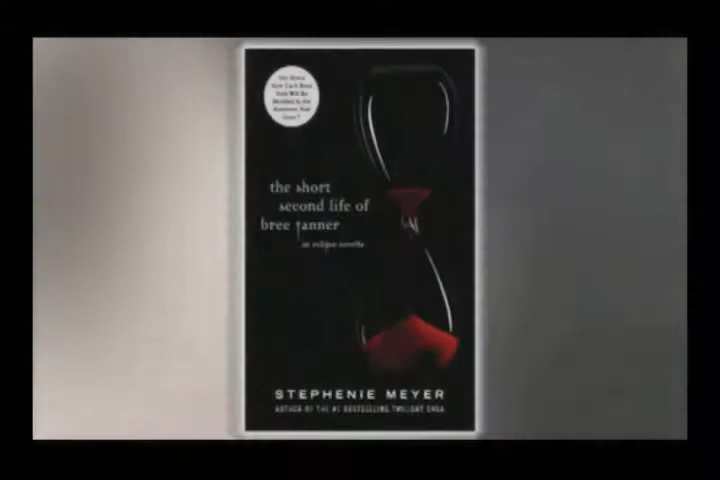 the short
second life of
bree tanner
an eclipse novella
STEPHENIE MEYER
AUTHOR OF THE #1 BESTSELLING TWILIGHT SAGA